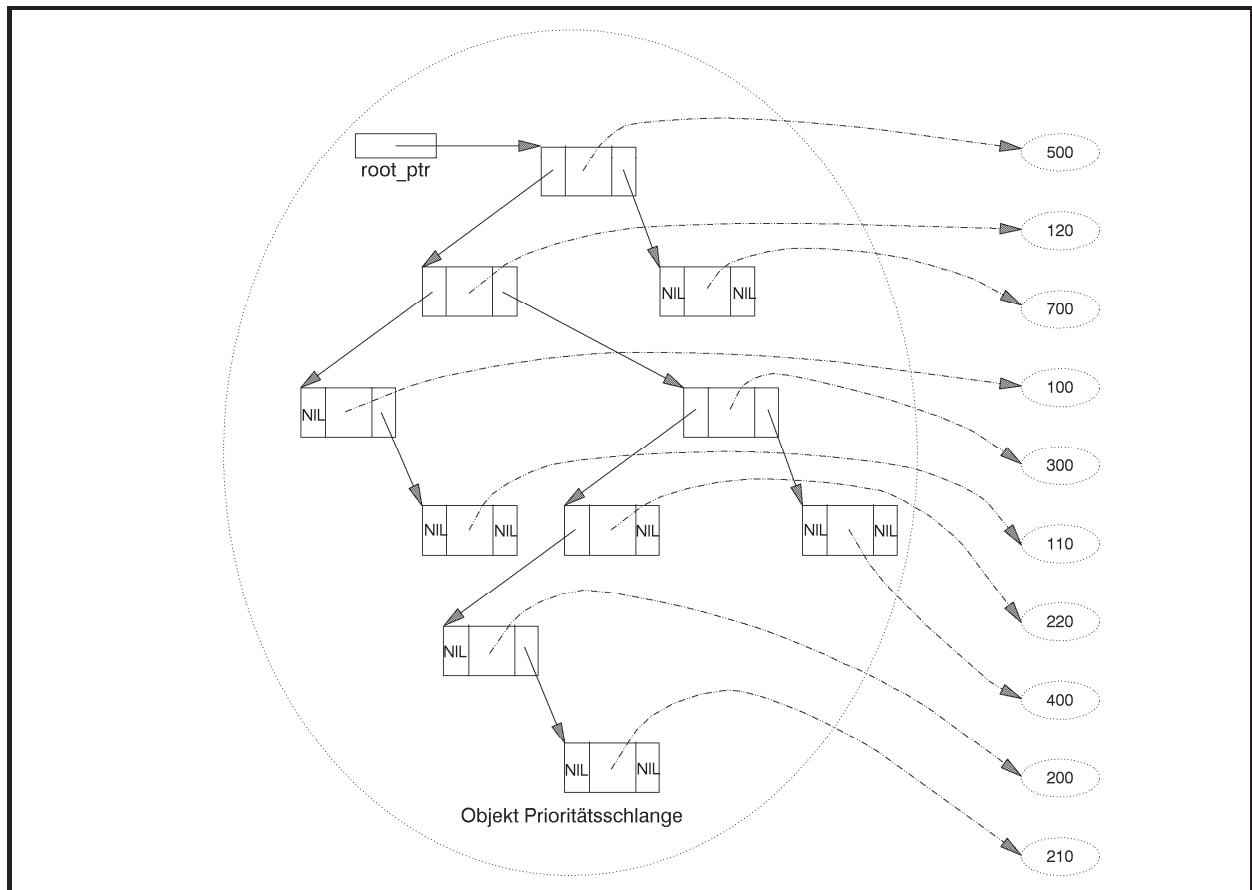 500
root_ptr
120
NIL NIL
700
100
NIL
300
NIL NIL
NIL
NIL NIL
110
220
NIL
400
NIL NIL
200
Objekt Prioritätsschlange
210